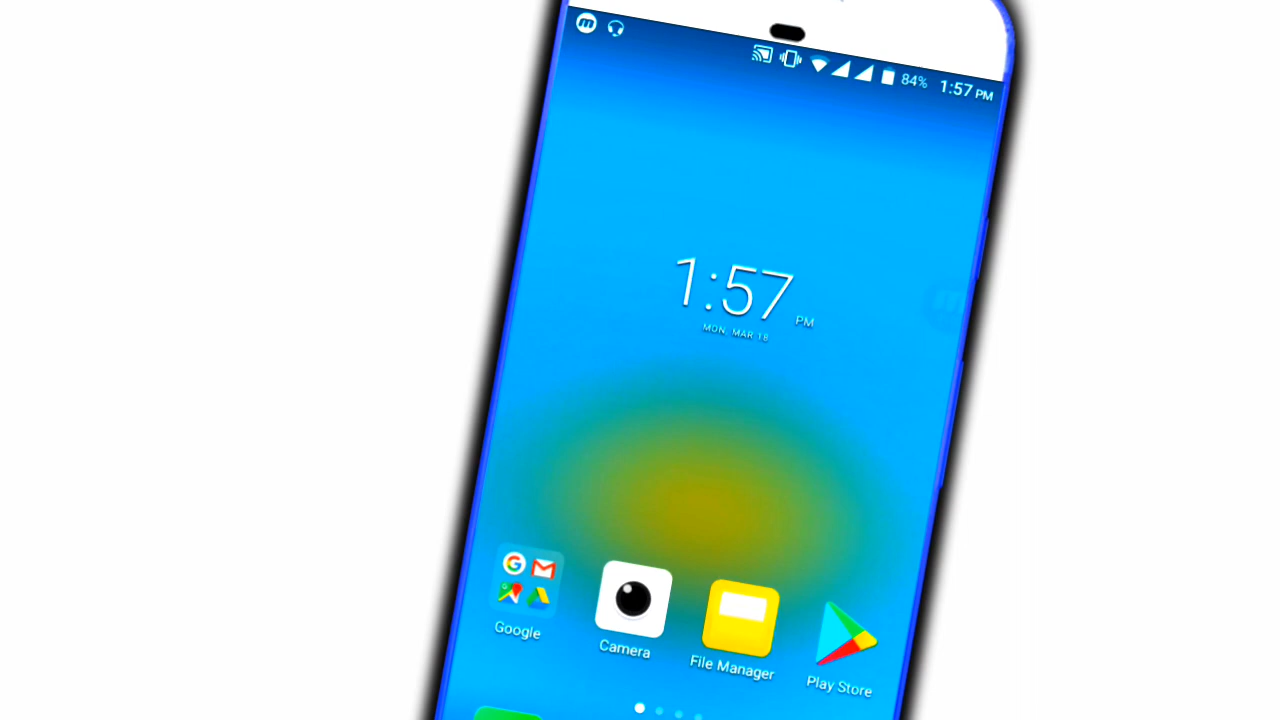 84% 1:57 PM
1:57 PM
MON, MAR 18
Google
Camera
File Manager
Play Store